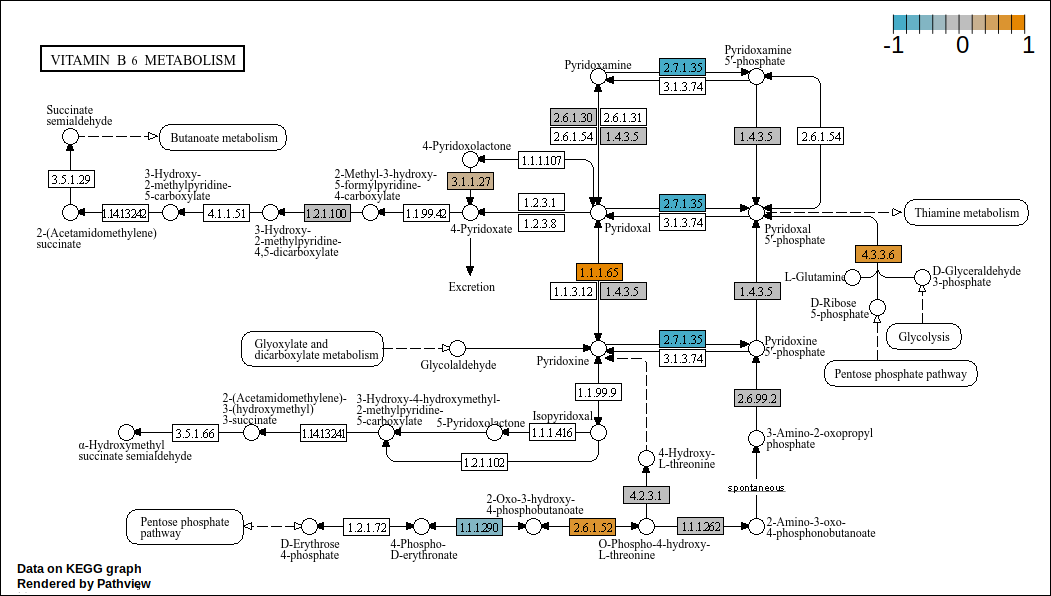 -1 0 1
VITAMIN B 6 METABOLISM
Pyridoxamine
2.7.1.35
3.1.3.74
Pyridoxamine
5'-phosphate
2.6.1.30
2.6.1.31
2.6.1.54
1.4.3.5
1.4.3.5
2.6.1.54
Succinate
semialdehyde
Butanoate metabolism
3.5.1.29
4-Pyridoxolactone
1.1.1.107
3.1.1.27
3-Hydroxy-
2-methylpyridine-
5-carboxylate
2-Methyl-3-hydroxy-
5-formylpyridine-
4-carboxylate
1.14.13.242
4.1.1.51
1.2.1.100
1.1.99.42
1.2.3.1
1.2.3.8
2.7.1.35
3.1.3.74
Thiamine metabolism
2-(Acetamidomethylene)
succinate
3-Hydroxy-
2-methylpyridine-
4,5-dicarboxylate
4-Pyridoxate
Pyridoxal
Pyridoxal
5'-phosphate
Excretion
1.1.1.65
1.1.3.12
1.4.3.5
1.4.3.5
4.3.3.6
L-Glutamine
D-Glyceraldehyde
3-phosphate
D-Ribose
5-phosphate
Glycolysis
Pentose phosphate pathway
Glyoxylate and
dicarboxylate metabolism
Glycolaldehyde
Pyridoxine
2.7.1.35
3.1.3.74
Pyridoxine
5'-phosphate
1.1.99.9
2.6.99.2
2-(Acetamidomethylene)-
3-(hydroxymethyl)
3-succinate
3-Hydroxy-4-hydroxymethyl-
2-methylpyridine-
5-carboxylate
5-Pyridoxolactone
Isopyridoxal
3.5.1.66
1.14.13.241
1.1.1.416
1.2.1.102
α-Hydroxymethyl
succinate semialdehyde
3-Amino-2-oxopropyl
phosphate
4-Hydroxy-
L-threonine
spontaneous
4.2.3.1
2-Oxo-3-hydroxy-
4-phosphobutanoate
Pentose phosphate
pathway
1.2.1.72
1.1.1.290
2.6.1.52
1.1.1.262
2-Amino-3-oxo-
4-phosphonobutanoate
D-Erythrose
4-phosphate
4-Phospho-
D-erythronate
O-Phospho-4-hydroxy-
L-threonine
Data on KEGG graph
Rendered by Pathview